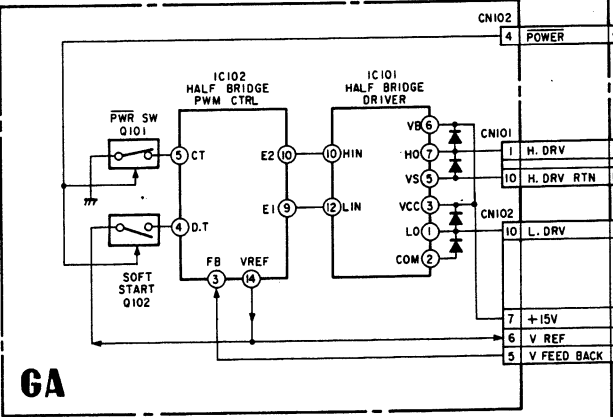 CN102
4 POWER
IC102
HALF BRIDGE
PWM CTRL
IC101
HALF BRIDGE
DRIVER
PWR SW
Q101
5 CT
E2 10
10 HIN
VB 6
HO 7
CN101
1 H. DRV
VS 5
10 H. DRV RTN
4 D.T
E1 9
12 LIN
VCC 3
CN102
LO 1
10 L. DRV
COM 2
SOFT
START
Q102
FB
3
VREF
14
7 +15V
6 V REF
5 V FEED BACK
GA